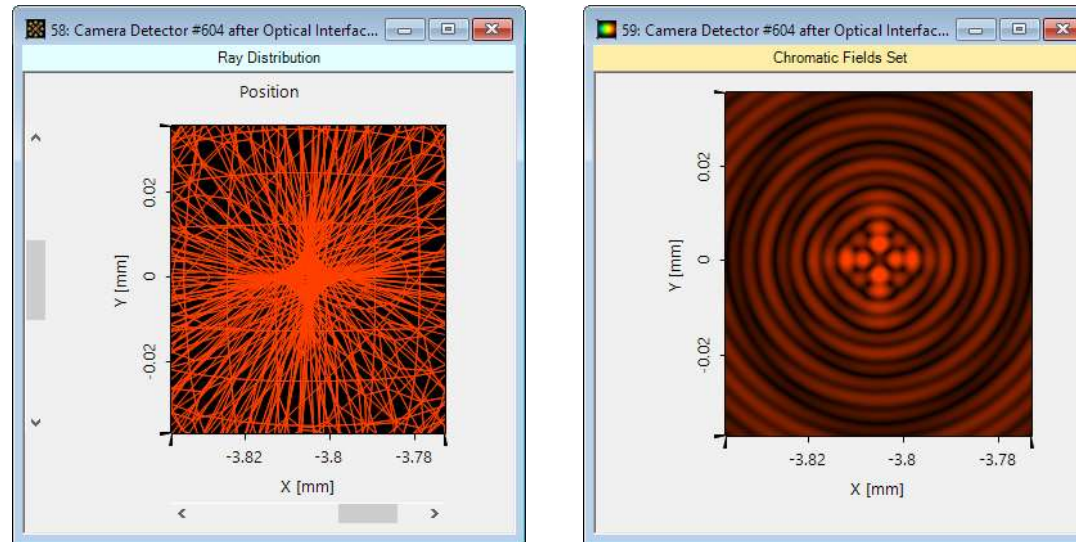 58: Camera Detector #604 after Optical Interfac...
Ray Distribution
Position
0.02
0
-0.02
Y [mm]
-3.82
-3.8
-3.78
X [mm]
59: Camera Detector #604 after Optical Interfac...
Chromatic Fields Set
0.02
0
-0.02
Y [mm]
-3.82
-3.8
-3.78
X [mm]